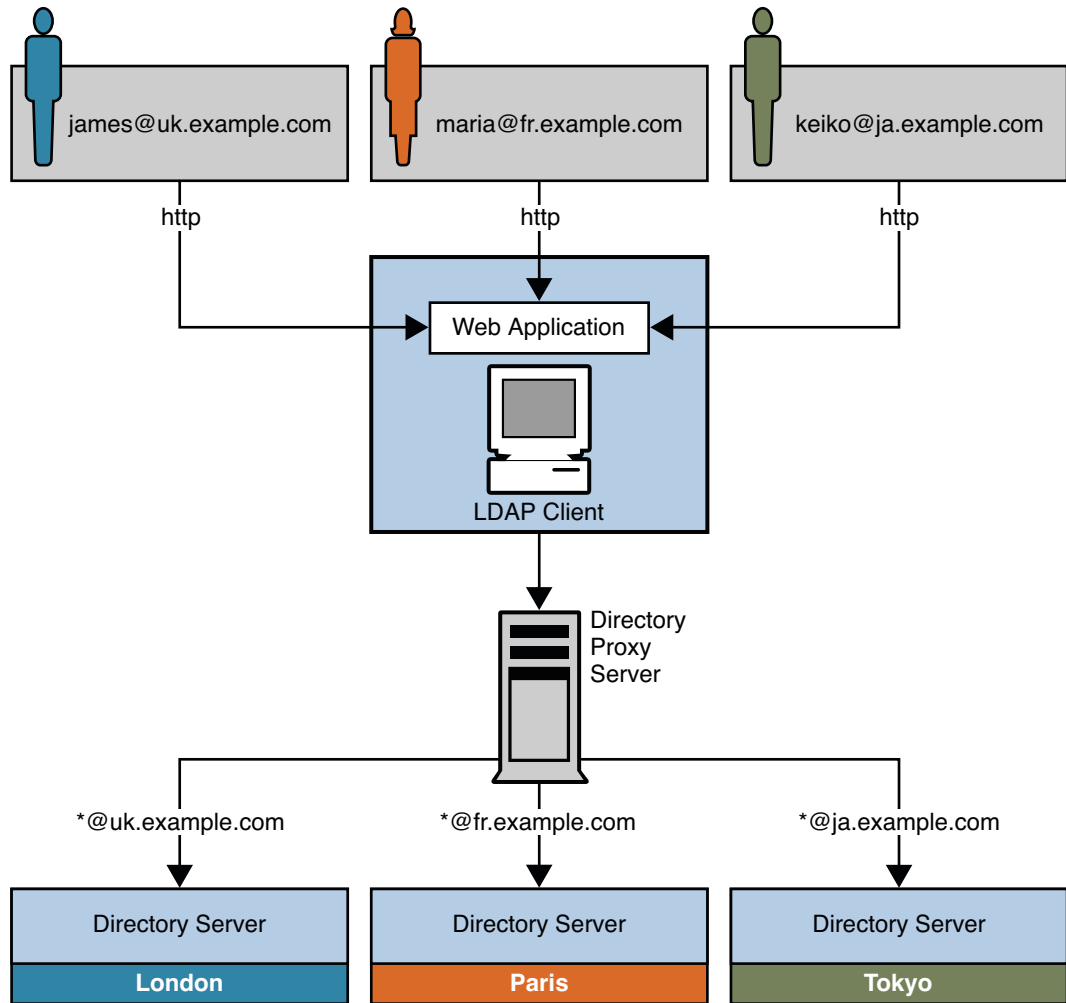 james@uk.example.com
maria@fr.example.com
keiko@ja.example.com
http
http
http
Web Application
LDAP Client
Directory
Proxy
Server
*@uk.example.com
*@fr.example.com
*@ja.example.com
Directory Server
Directory Server
Directory Server
London
Paris
Tokyo